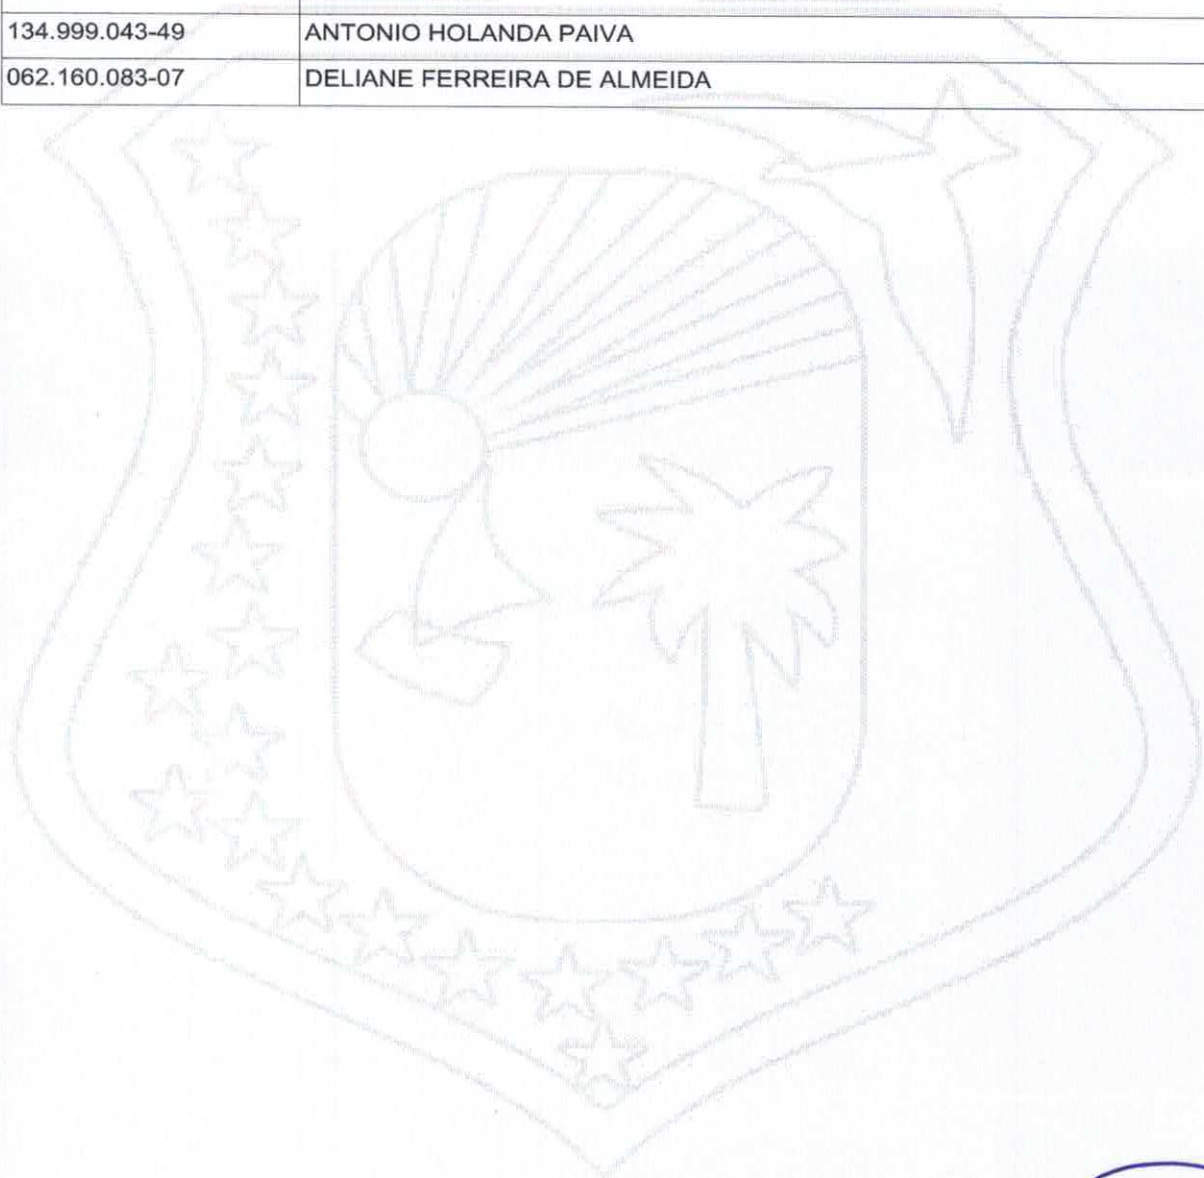 134.999.043-49 ANTONIO HOLANDA PAIVA
062.160.083-07 DELIANE FERREIRA DE ALMEIDA